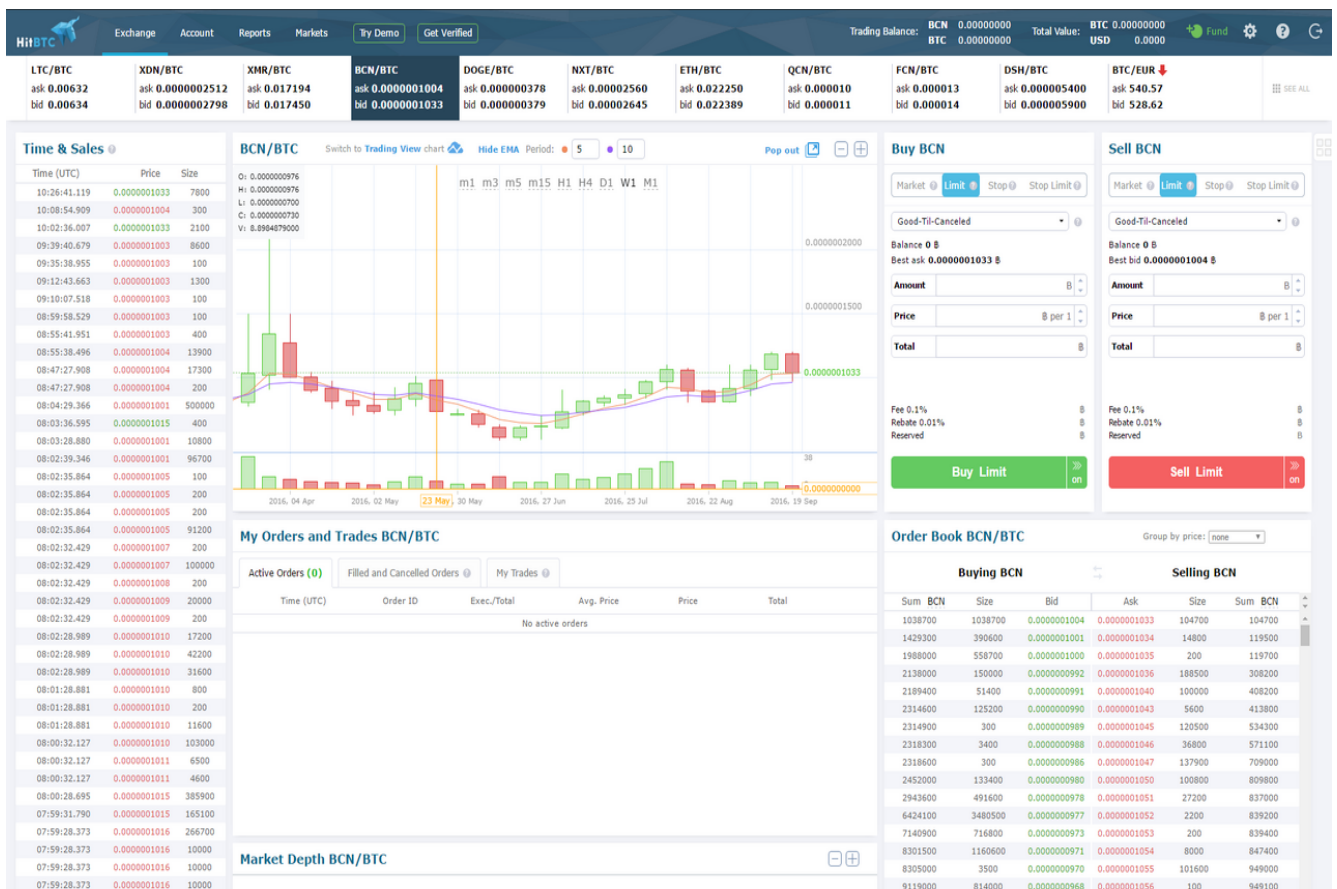 HitBTC Exchange Account Reports Markets Try Demo Get Verified Trading Balance: BCN 0.00000000 Total Value: BTC 0.00000000 Fund
BTC 0.00000000 USD 0.0000
LTC/BTC XDN/BTC XMR/BTC BCN/BTC DOGE/BTC NXT/BTC ETH/BTC QCN/BTC FCN/BTC DSH/BTC BTC/EUR
ask 0.00632 ask 0.0000002512 ask 0.017194 ask 0.0000001004 ask 0.000000378 ask 0.00002560 ask 0.022250 ask 0.000010 ask 0.000013 ask 0.000005400 ask 540.57 SEE ALL
bid 0.00634 bid 0.0000002798 bid 0.017450 bid 0.0000001033 bid 0.000000379 bid 0.00002645 bid 0.022389 bid 0.000011 bid 0.000014 bid 0.000005900 bid 528.62
Time & Sales
Time (UTC) Price Size
10:26:41.119 0.0000001033 7800
10:08:54.909 0.0000001004 300
10:02:36.007 0.0000001033 2100
09:39:40.679 0.0000001003 8600
09:35:38.955 0.0000001003 100
09:12:43.663 0.0000001003 1300
09:10:07.518 0.0000001003 100
08:59:58.529 0.0000001003 100
08:55:41.951 0.0000001003 400
08:55:38.496 0.0000001004 13900
08:47:27.908 0.0000001004 17300
08:47:27.908 0.0000001004 200
08:04:29.366 0.0000001001 500000
08:03:36.595 0.0000001015 400
08:03:28.880 0.0000001001 10800
08:02:39.346 0.0000001001 96700
08:02:35.864 0.0000001005 100
08:02:35.864 0.0000001005 200
08:02:35.864 0.0000001005 200
08:02:35.864 0.0000001005 91200
08:02:32.429 0.0000001007 200
08:02:32.429 0.0000001007 100000
08:02:32.429 0.0000001008 200
08:02:32.429 0.0000001009 20000
08:02:32.429 0.0000001009 200
08:02:28.989 0.0000001010 17200
08:02:28.989 0.0000001010 42200
08:02:28.989 0.0000001010 31600
08:01:28.881 0.0000001010 800
08:01:28.881 0.0000001010 200
08:01:28.881 0.0000001010 11600
08:00:32.127 0.0000001010 103000
08:00:32.127 0.0000001011 6500
08:00:32.127 0.0000001011 4600
08:00:28.695 0.0000001015 385900
07:59:31.790 0.0000001015 165100
07:59:28.373 0.0000001016 266700
07:59:28.373 0.0000001016 10000
07:59:28.373 0.0000001016 10000
07:59:28.373 0.0000001016 10000
BCN/BTC Switch to Trading View chart Hide EMA Period: 5 10 Pop out
O: 0.0000000976
H: 0.0000000976
L: 0.0000000700
C: 0.0000000730
V: 8.8984879000
m1 m3 m5 m15 H1 H4 D1 W1 M1
0.0000002000
0.0000001500
0.0000001033
38
0.0000000000
2016, 04 Apr 2016, 02 May 23 May, 30 May 2016, 27 Jun 2016, 25 Jul 2016, 22 Aug 2016, 19 Sep
My Orders and Trades BCN/BTC
Active Orders (0) Filled and Cancelled Orders My Trades
Time (UTC) Order ID Exec./Total Avg. Price Price Total
No active orders
Market Depth BCN/BTC
Buy BCN
Market Limit Stop Stop Limit
Good-Til-Canceled
Balance 0 ฿
Best ask 0.0000001033 ฿
Amount ฿
Price ฿ per 1
Total ฿
Fee 0.1% ฿
Rebate 0.01% ฿
Reserved ฿
Buy Limit on
Sell BCN
Market Limit Stop Stop Limit
Good-Til-Canceled
Balance 0 ฿
Best bid 0.0000001004 ฿
Amount ฿
Price ฿ per 1
Total ฿
Fee 0.1% ฿
Rebate 0.01% ฿
Reserved ฿
Sell Limit on
Order Book BCN/BTC Group by price: none
Buying BCN Selling BCN
Sum BCN Size Bid Ask Size Sum BCN
1038700 1038700 0.0000001004 0.0000001033 104700 104700
1429300 390600 0.0000001001 0.0000001034 14800 119500
1988000 558700 0.0000001000 0.0000001035 200 119700
2138000 150000 0.0000000992 0.0000001036 188500 308200
2189400 51400 0.0000000991 0.0000001040 100000 408200
2314600 125200 0.0000000990 0.0000001043 5600 413800
2314900 300 0.0000000989 0.0000001045 120500 534300
2318300 3400 0.0000000988 0.0000001046 36800 571100
2318600 300 0.0000000986 0.0000001047 137900 709000
2452000 133400 0.0000000980 0.0000001050 100800 809800
2943600 491600 0.0000000978 0.0000001051 27200 837000
6424100 3480500 0.0000000977 0.0000001052 2200 839200
7140900 716800 0.0000000973 0.0000001053 200 839400
8301500 1160600 0.0000000971 0.0000001054 8000 847400
8305000 3500 0.0000000970 0.0000001055 101600 949000
9119000 814000 0.0000000968 0.0000001056 100 949100